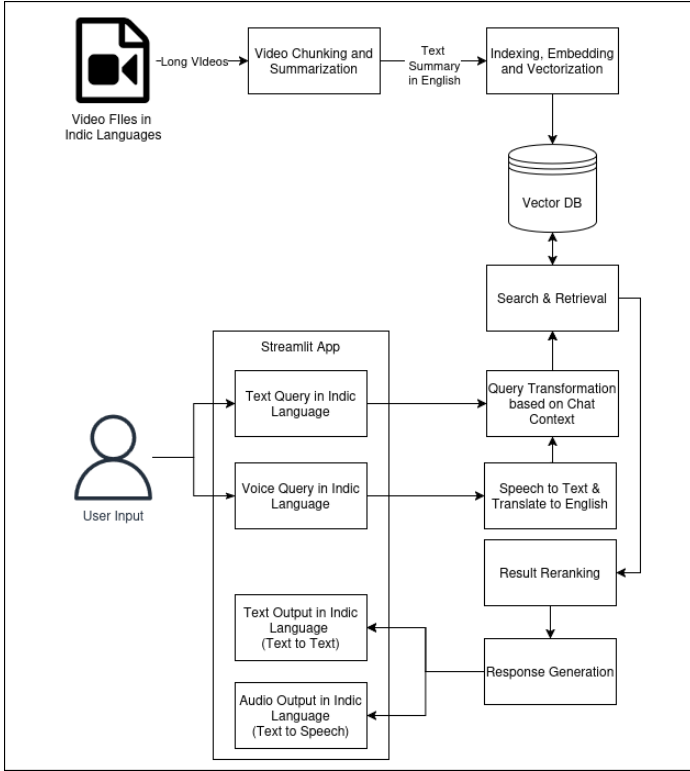 Long VIdeos
Video Chunking and
Summarization
Text
Summary
in English
Indexing, Embedding
and Vectorization
Video FIles in
Indic Languages
Vector DB
Search & Retrieval
Streamlit App
Text Query in Indic
Language
Query Transformation
based on Chat
Context
Voice Query in Indic
Language
Speech to Text &
Translate to English
User Input
Result Reranking
Text Output in Indic
Language
(Text to Text)
Response Generation
Audio Output in Indic
Language
(Text to Speech)